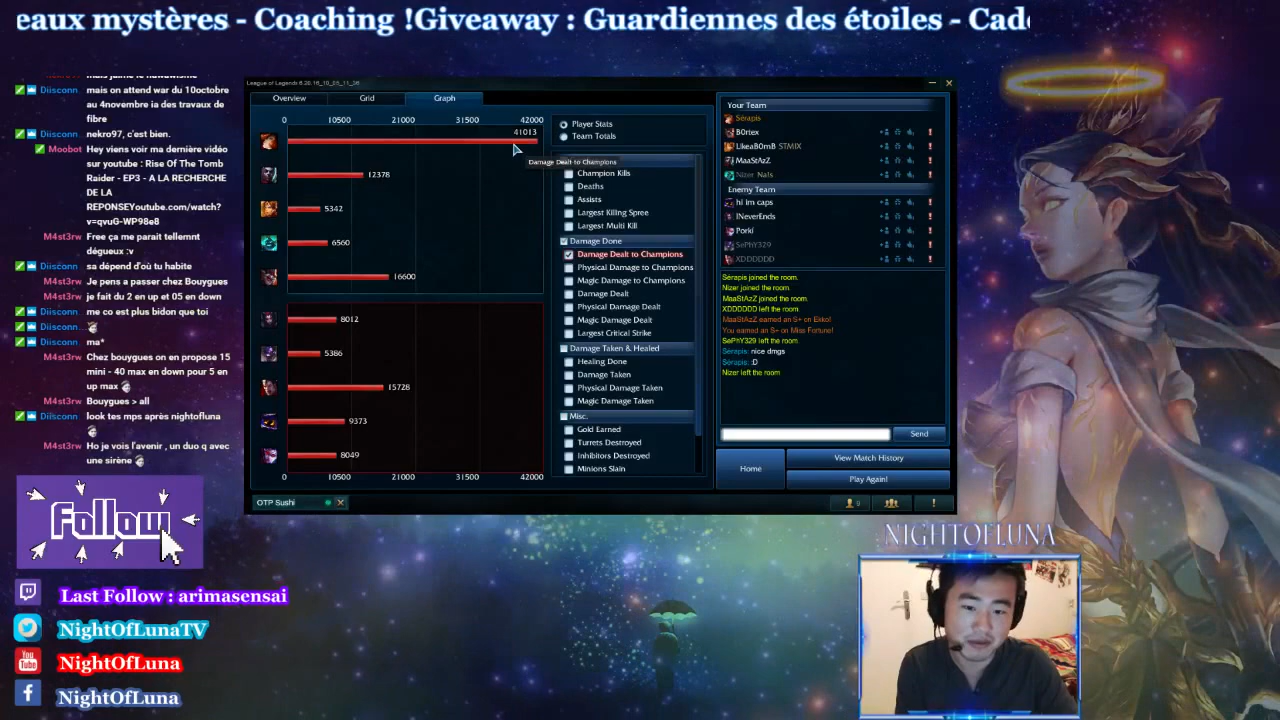 eaux mystères - Coaching !Giveaway : Guardiennes des étoiles - Cad
mais on attend war du 10octobre
au 4novembre ia des travaux de
fibre
Diisconn nekro97, c'est bien.
Moobot Hey viens voir ma dernière vidéo
sur youtube : Rise Of The Tomb
Raider - EP3 - A LA RECHERCHE
DE LA
REPONSEYoutube.com/watch?
v=qvuG-WP98e8
M4st3rw Free ça me parait tellemnt
dégueux :v
Diisconn sa dépend d'où tu habite
M4st3rw Je pens a passer chez Bouygues
M4st3rw je fait du 2 en up et 05 en down
Diisconn me co est plus bidon que toi
Diisconn
Diisconn ma*
M4st3rw Chez bouygues on en propose 15
mini - 40 max en down pour 5 en
up max
M4st3rw Bouygues > all
Diisconn look tes mps après nightofluna
M4st3rw Ho je vois l'avenir , un duo q avec
une sirène
Follow
Last Follow : arimasensai
NightOfLunaTV
You Tube NightOfLuna
NightOfLuna
Overview Grid Graph
0 10500 21000 31500 42000
41013
12378
5342
6560
16600
8012
5386
15728
9373
8049
0 10500 21000 31500 42000
Damage Dealt to Champions
Player Stats
Team Totals
Champion Kills
Deaths
Assists
Largest Killing Spree
Largest Multi Kill
Damage Done
Damage Dealt to Champions
Physical Damage to Champions
Magic Damage to Champions
Damage Dealt
Physical Damage Dealt
Magic Damage Dealt
Largest Critical Strike
Damage Taken & Healed
Healing Done
Damage Taken
Physical Damage Taken
Magic Damage Taken
Misc.
Gold Earned
Turrets Destroyed
Inhibitors Destroyed
Minions Slain
Your Team
Sérapis
B0rtex
LikeaB0mB STMIX
MaaStAzZ
Nizer Na!s
Enemy Team
hi im caps
INeverEnds
Porki
SePhY329
XDDDDDD
Sérapis joined the room.
Nizer joined the room.
MaaStAzZ joined the room.
XDDDDDD left the room.
MaaStAzZ earned an S+ on Ekko!
You earned an S+ on Miss Fortune!
SePhY329 left the room.
Sérapis: nice dmgs
Sérapis: :D
Nizer left the room.
Send
Home
View Match History
Play Again!
OTP Sushi
9
NIGHTOFLUNA